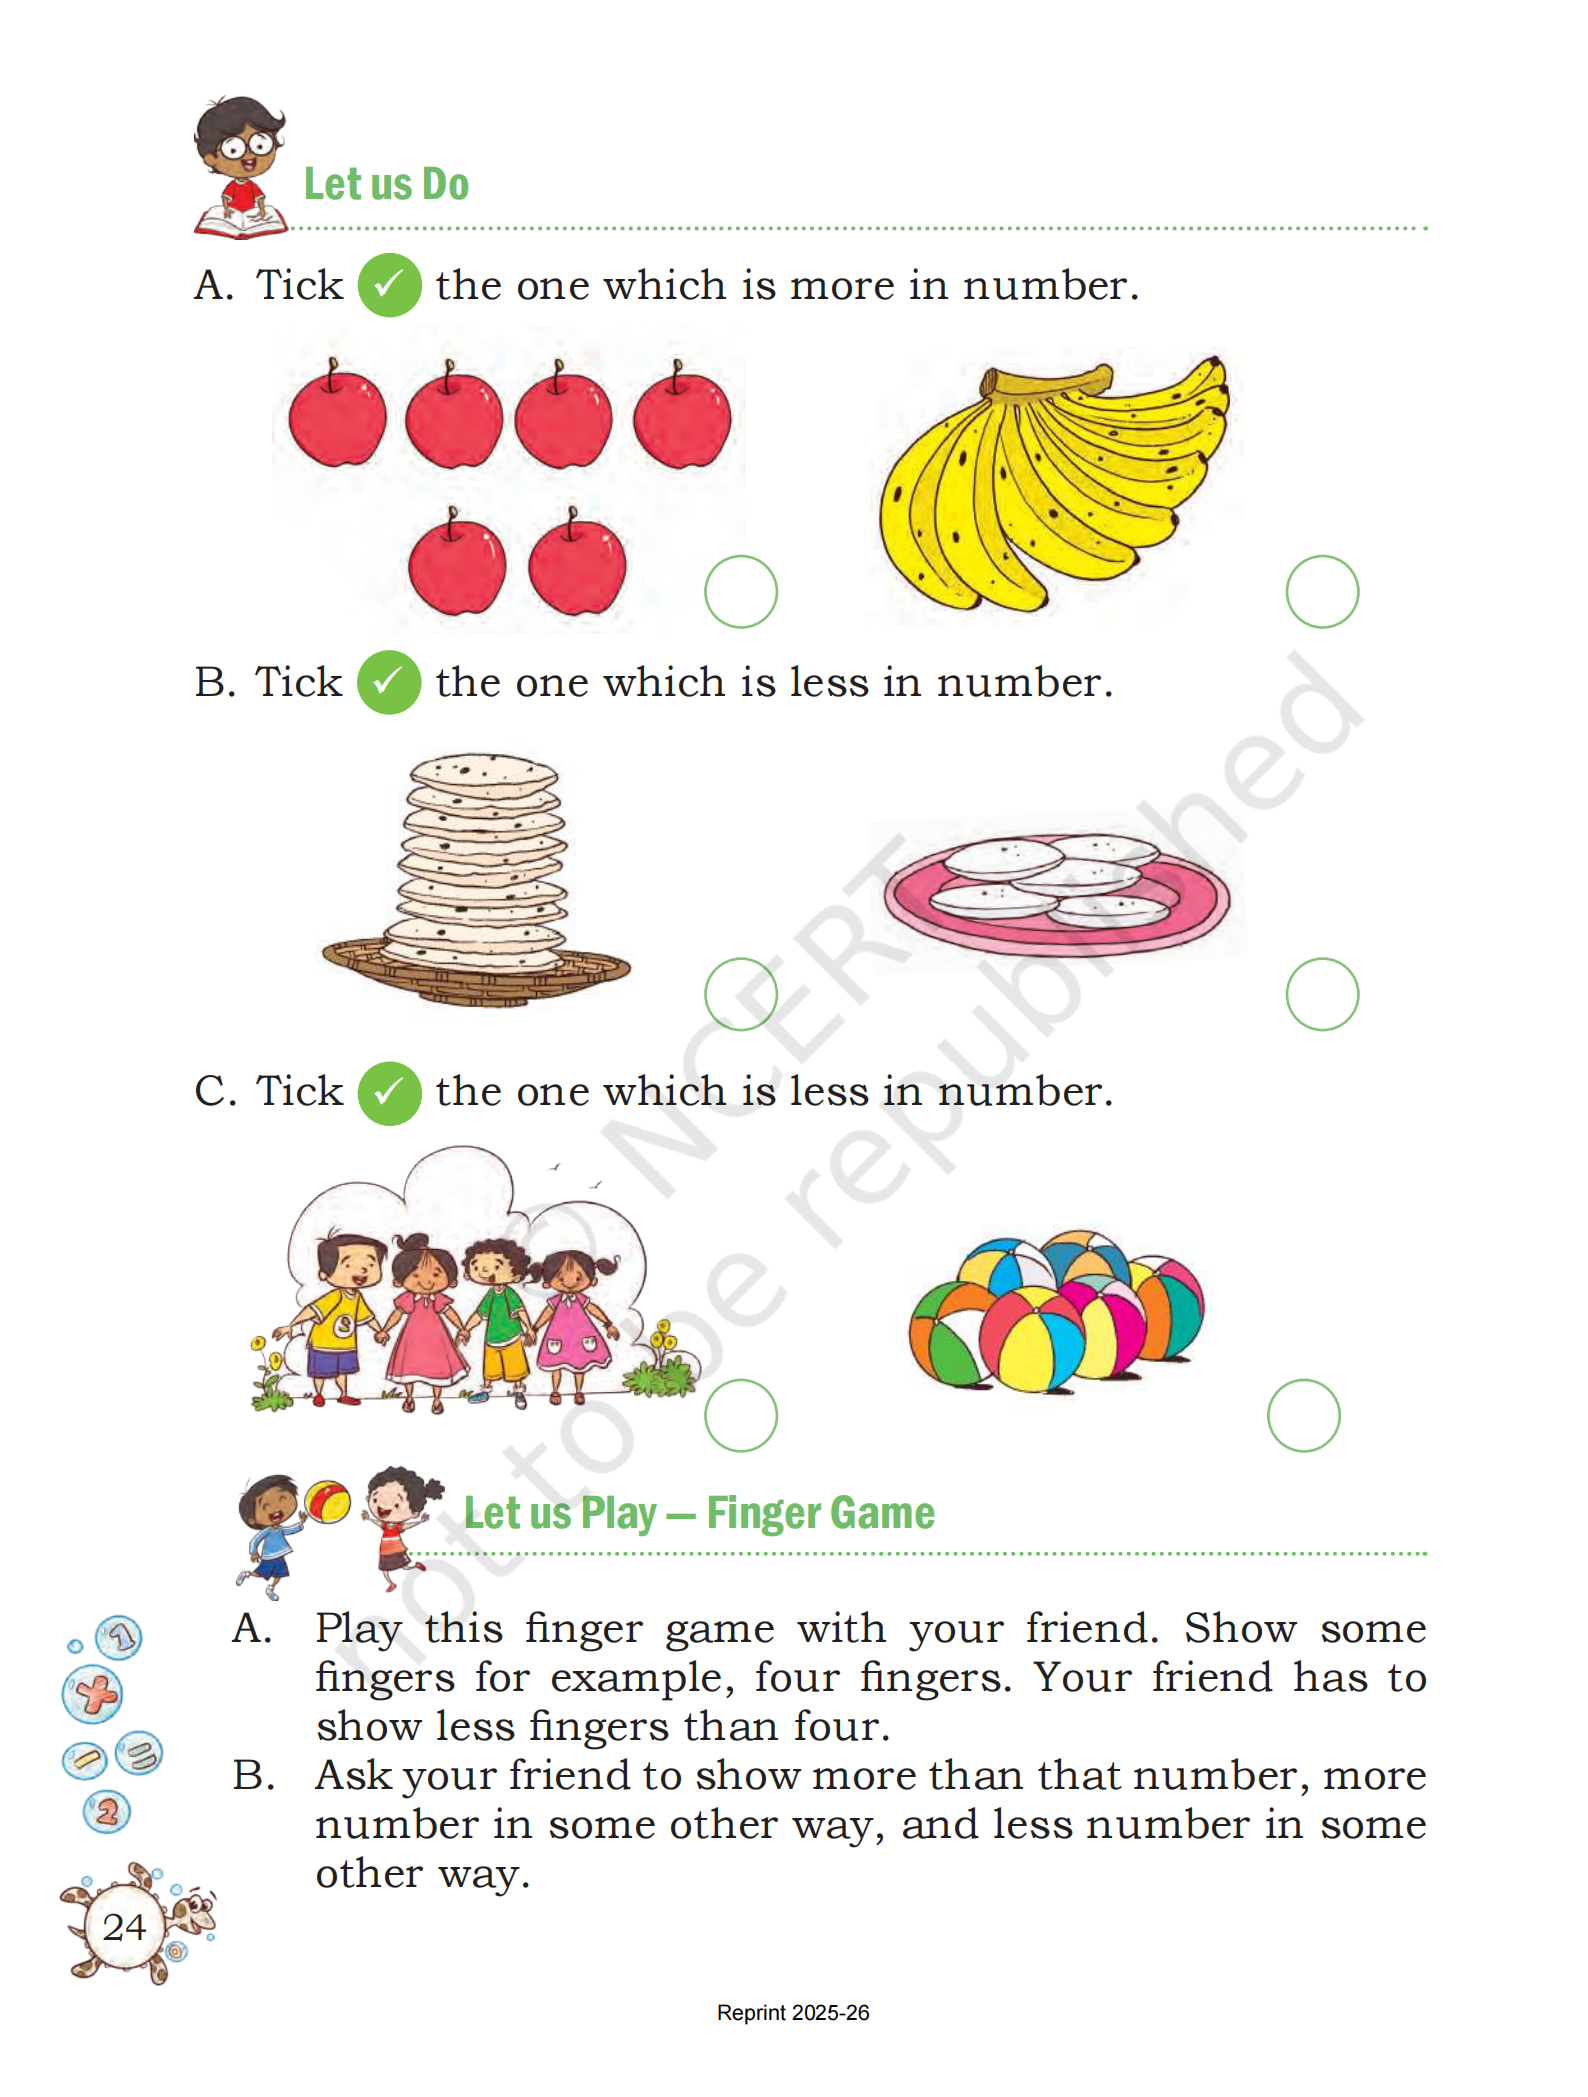 Let us Do
A. Tick ✓ the one which is more in number.
B. Tick ✓ the one which is less in number.
C. Tick ✓ the one which is less in number.
Let us Play — Finger Game
A. Play this finger game with your friend. Show some
fingers for example, four fingers. Your friend has to
show less fingers than four.
B. Ask your friend to show more than that number, more
number in some other way, and less number in some
other way.
1
2
24
Reprint 2025-26
© NCERT
not to be republished